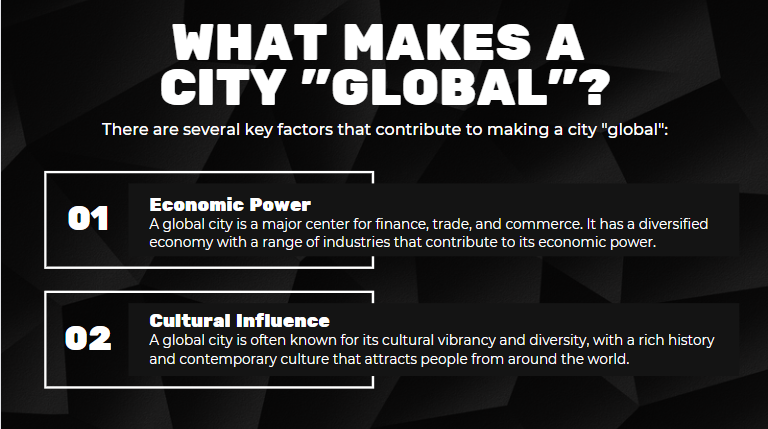 WHAT MAKES A
CITY "GLOBAL"?
There are several key factors that contribute to making a city "global":
01
Economic Power
A global city is a major center for finance, trade, and commerce. It has a diversified
economy with a range of industries that contribute to its economic power.
02
Cultural Influence
A global city is often known for its cultural vibrancy and diversity, with a rich history
and contemporary culture that attracts people from around the world.